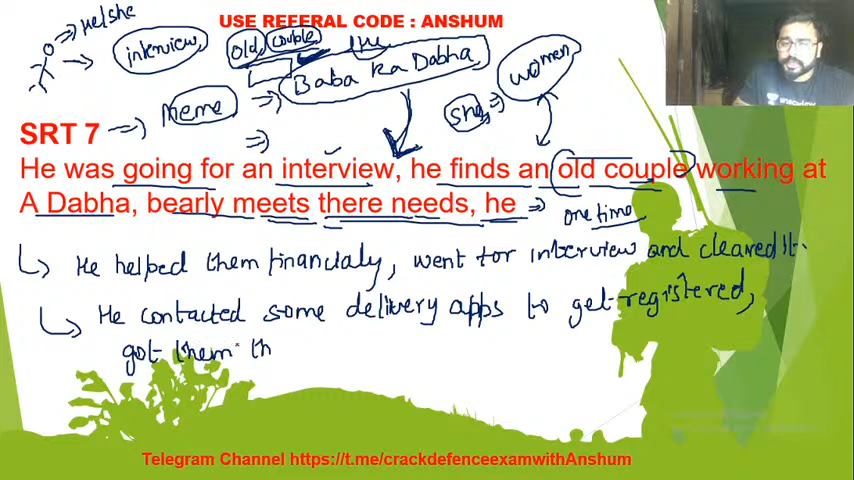 USE REFERAL CODE : ANSHUM
He/she
interview
old couple
the
Baba ka Dabha
women
meme
she
SRT 7
He was going for an interview, he finds an old couple working at
A Dabha, bearly meets there needs, he
one time
He helped them financialy, went for interview and cleared it.
He contacted some delivery apps to get registered,
got them th
Telegram Channel https://t.me/crackdefenceexamwithAnshum